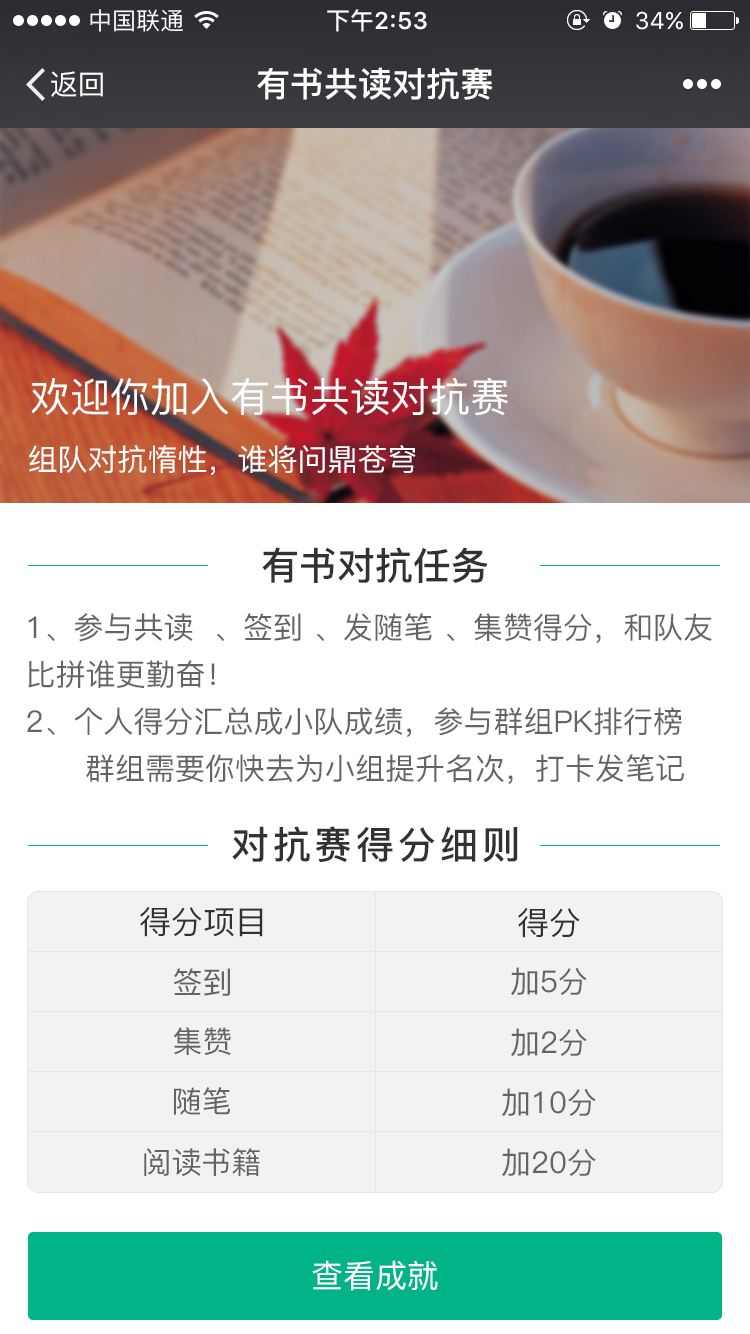 中国联通 下午2:53 34%
返回 有书共读对抗赛
欢迎你加入有书共读对抗赛
组队对抗惰性，谁将问鼎苍穹
有书对抗任务
1、参与共读 、签到 、发随笔 、集赞得分，和队友
比拼谁更勤奋！
2、个人得分汇总成小队成绩，参与群组PK排行榜
群组需要你快去为小组提升名次，打卡发笔记
对抗赛得分细则
得分项目 得分
签到 加5分
集赞 加2分
随笔 加10分
阅读书籍 加20分
查看成就